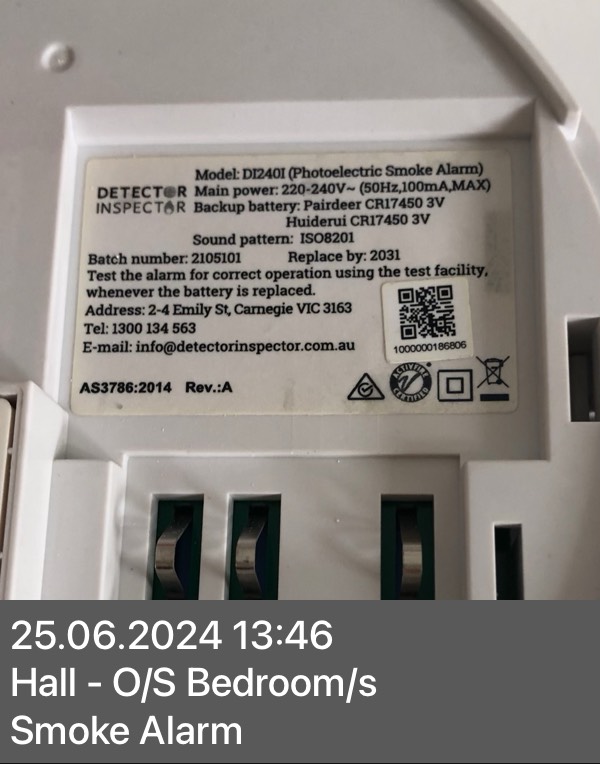 Model: DI240I (Photoelectric Smoke Alarm)
DETECTOR Main power: 220-240V~ (50Hz,100mA,MAX)
INSPECTOR Backup battery: Pairdeer CR17450 3V
Huiderui CR17450 3V
Sound pattern: ISO8201
Batch number: 2105101 Replace by: 2031
Test the alarm for correct operation using the test facility,
whenever the battery is replaced.
Address: 2-4 Emily St, Carnegie VIC 3163
Tel: 1300 134 563
E-mail: info@detectorinspector.com.au
1000000186806
AS3786:2014 Rev.:A
ACTIVFIRE
CERTIFIED
25.06.2024 13:46
Hall - O/S Bedroom/s
Smoke Alarm